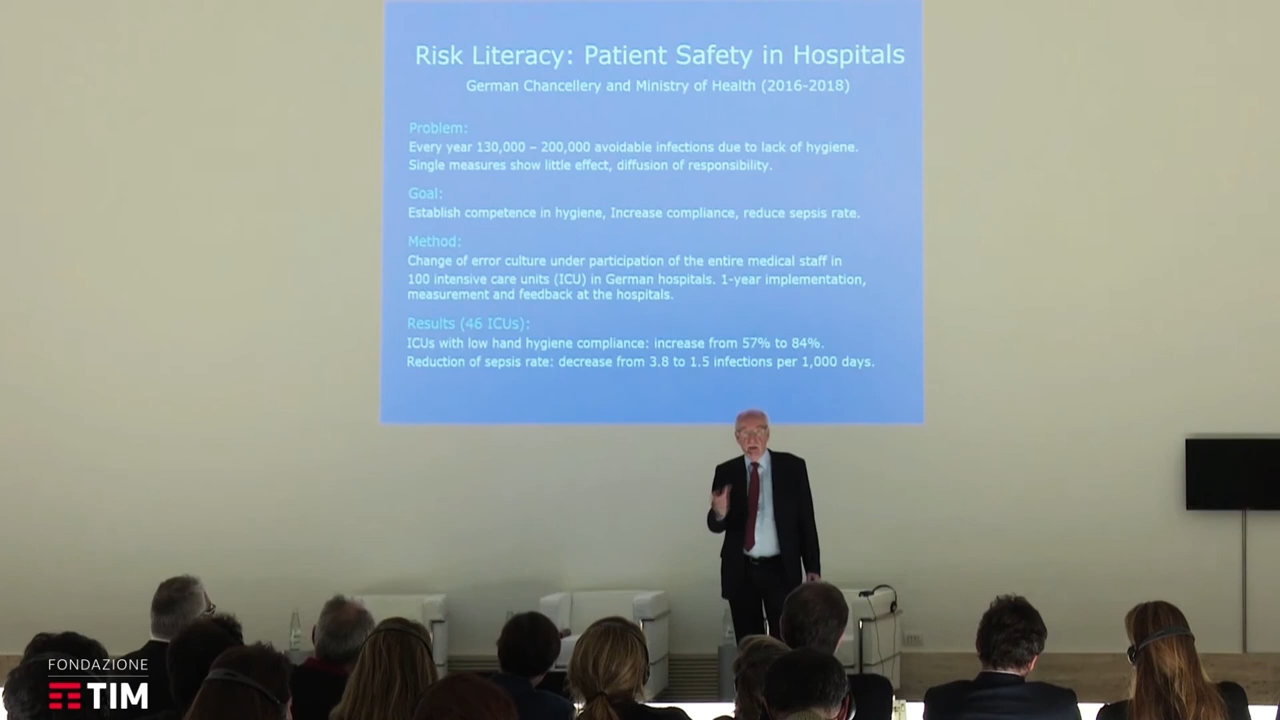 Risk Literacy: Patient Safety in Hospitals
German Chancellery and Ministry of Health (2016-2018)
Problem:
Every year 130,000 – 200,000 avoidable infections due to lack of hygiene.
Single measures show little effect, diffusion of responsibility.
Goal:
Establish competence in hygiene, Increase compliance, reduce sepsis rate.
Method:
Change of error culture under participation of the entire medical staff in
100 intensive care units (ICU) in German hospitals. 1-year implementation,
measurement and feedback at the hospitals.
Results (46 ICUs):
ICUs with low hand hygiene compliance: increase from 57% to 84%.
Reduction of sepsis rate: decrease from 3.8 to 1.5 infections per 1,000 days.
FONDAZIONE
TIM